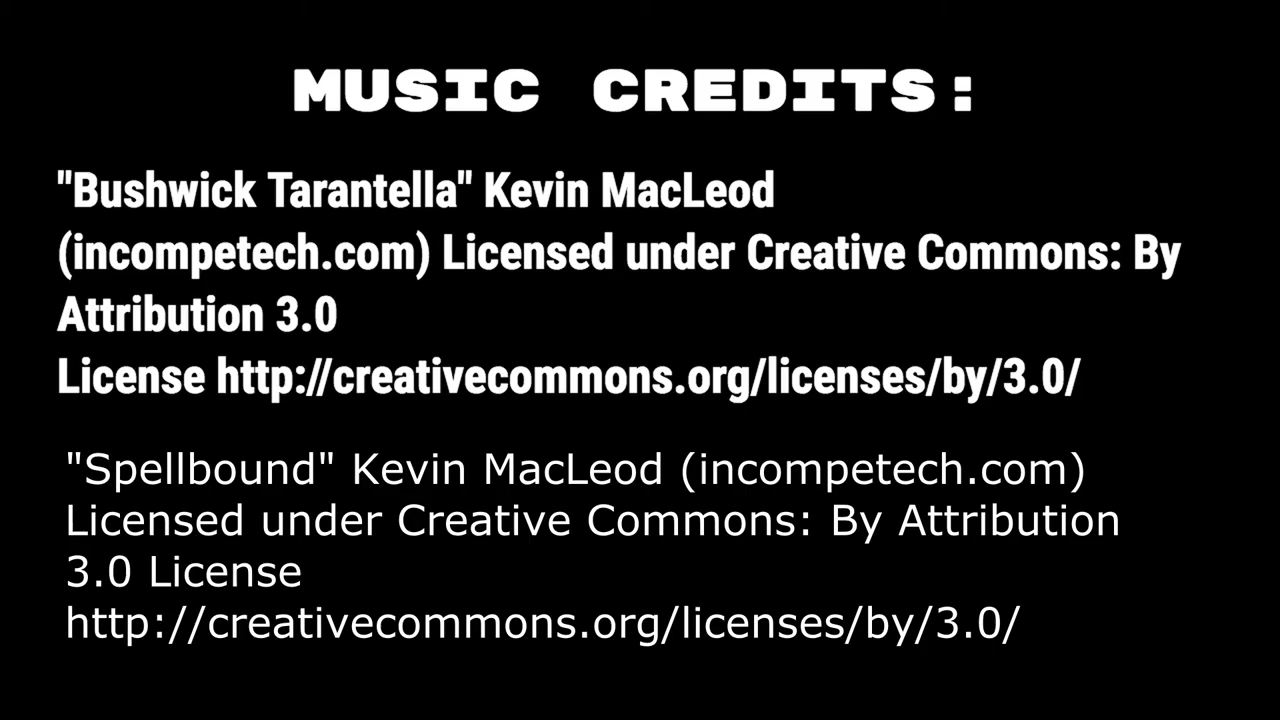 MUSIC CREDITS:
"Bushwick Tarantella" Kevin MacLeod
(incompetech.com) Licensed under Creative Commons: By
Attribution 3.0
License http://creativecommons.org/licenses/by/3.0/
"Spellbound" Kevin MacLeod (incompetech.com)
Licensed under Creative Commons: By Attribution
3.0 License
http://creativecommons.org/licenses/by/3.0/